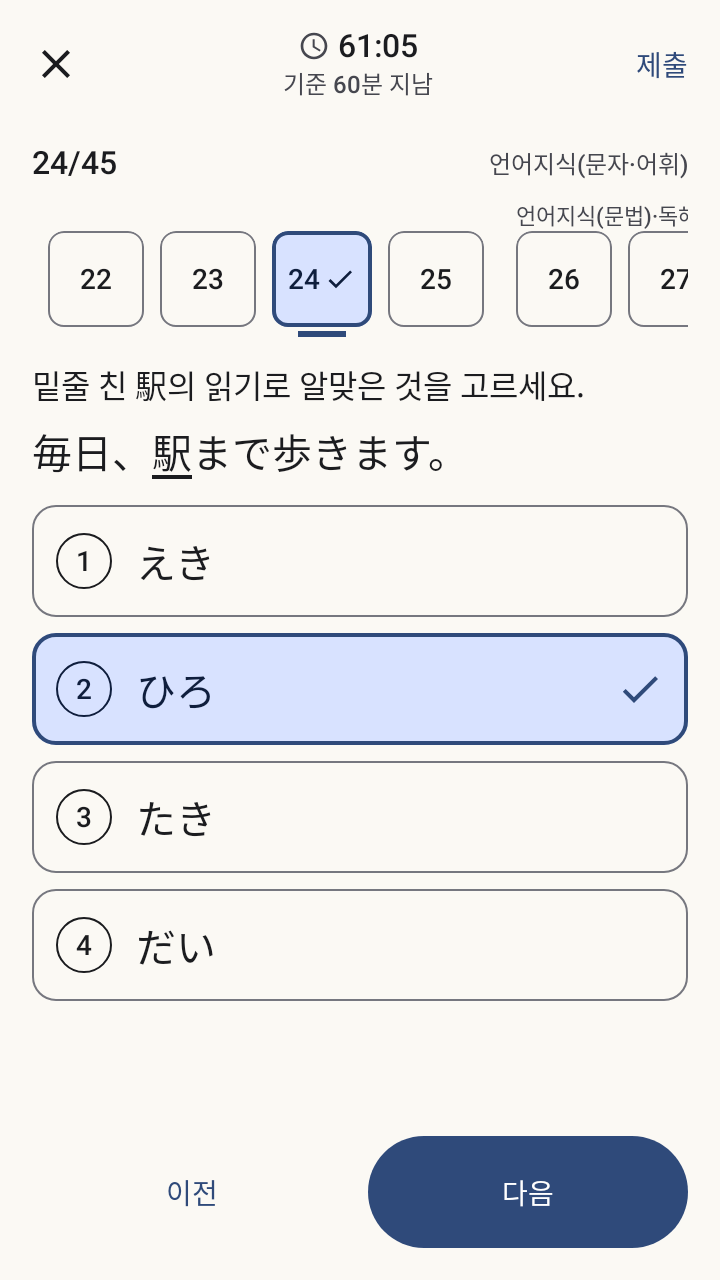 61:05
기준 60분 지남
제출
24/45
언어지식(문자·어휘)
언어지식(문법)·독해
22
23
24
25
26
27
밑줄 친 駅의 읽기로 알맞은 것을 고르세요.
毎日、駅まで歩きます。
1 えき
2 ひろ
3 たき
4 だい
이전
다음